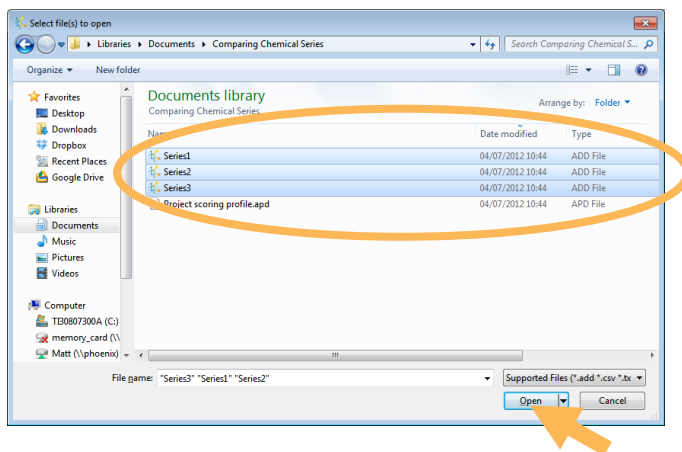 Select file(s) to open
Libraries Documents Comparing Chemical Series
Search Comparing Chemical S...
Organize New folder
Favorites
Desktop
Downloads
Dropbox
Recent Places
Google Drive
Libraries
Documents
Music
Pictures
Videos
Computer
TI30807300A (C:)
memory_card (\\
Matt (\\phoenix)
Documents library
Comparing Chemical Series
Arrange by: Folder
Date modified Type
Series1 04/07/2012 10:44 ADD File
Series2 04/07/2012 10:44 ADD File
Series3 04/07/2012 10:44 ADD File
Project scoring profile.apd 04/07/2012 10:44 APD File
File name: "Series3" "Series1" "Series2"
Supported Files (*.add *.csv *.tx
Open Cancel